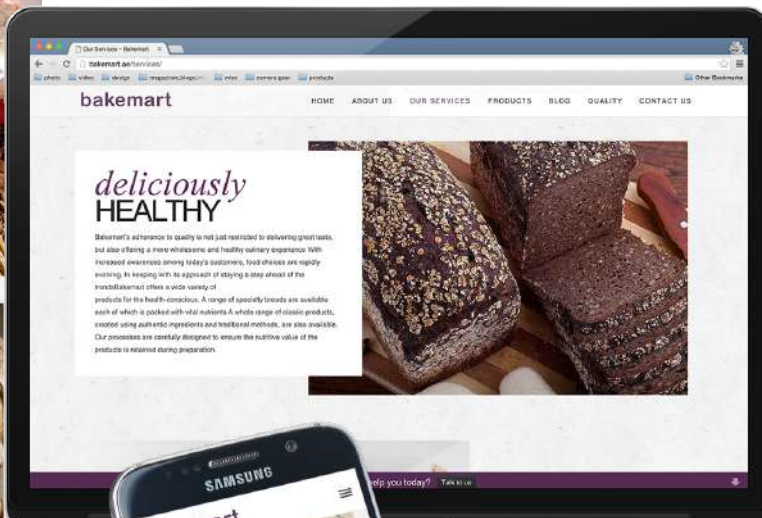 Our Services - Bakemart
bakemart.ae/services/
photo video design misc camera gear products Other Bookmarks
bakemart HOME ABOUT US OUR SERVICES PRODUCTS BLOG QUALITY CONTACT US
deliciously
HEALTHY
Bakemart's adherence to quality is not just restricted to delivering great taste,
but also offering a more wholesome and healthy culinary experience With
increased awareness among today's customers, food choices are rapidly
evolving. In keeping with its approach of staying a step ahead of the
trendsBakemart offers a wide variety of
products for the health-conscious. A range of specialty breads are available
each of which is packed with vital nutrients A whole range of classic products,
created using authentic ingredients and traditional methods, are also available.
Our processes are carefully designed to ensure the nutritive value of the
products is retained during preparation
help you today? Talk to us
SAMSUNG